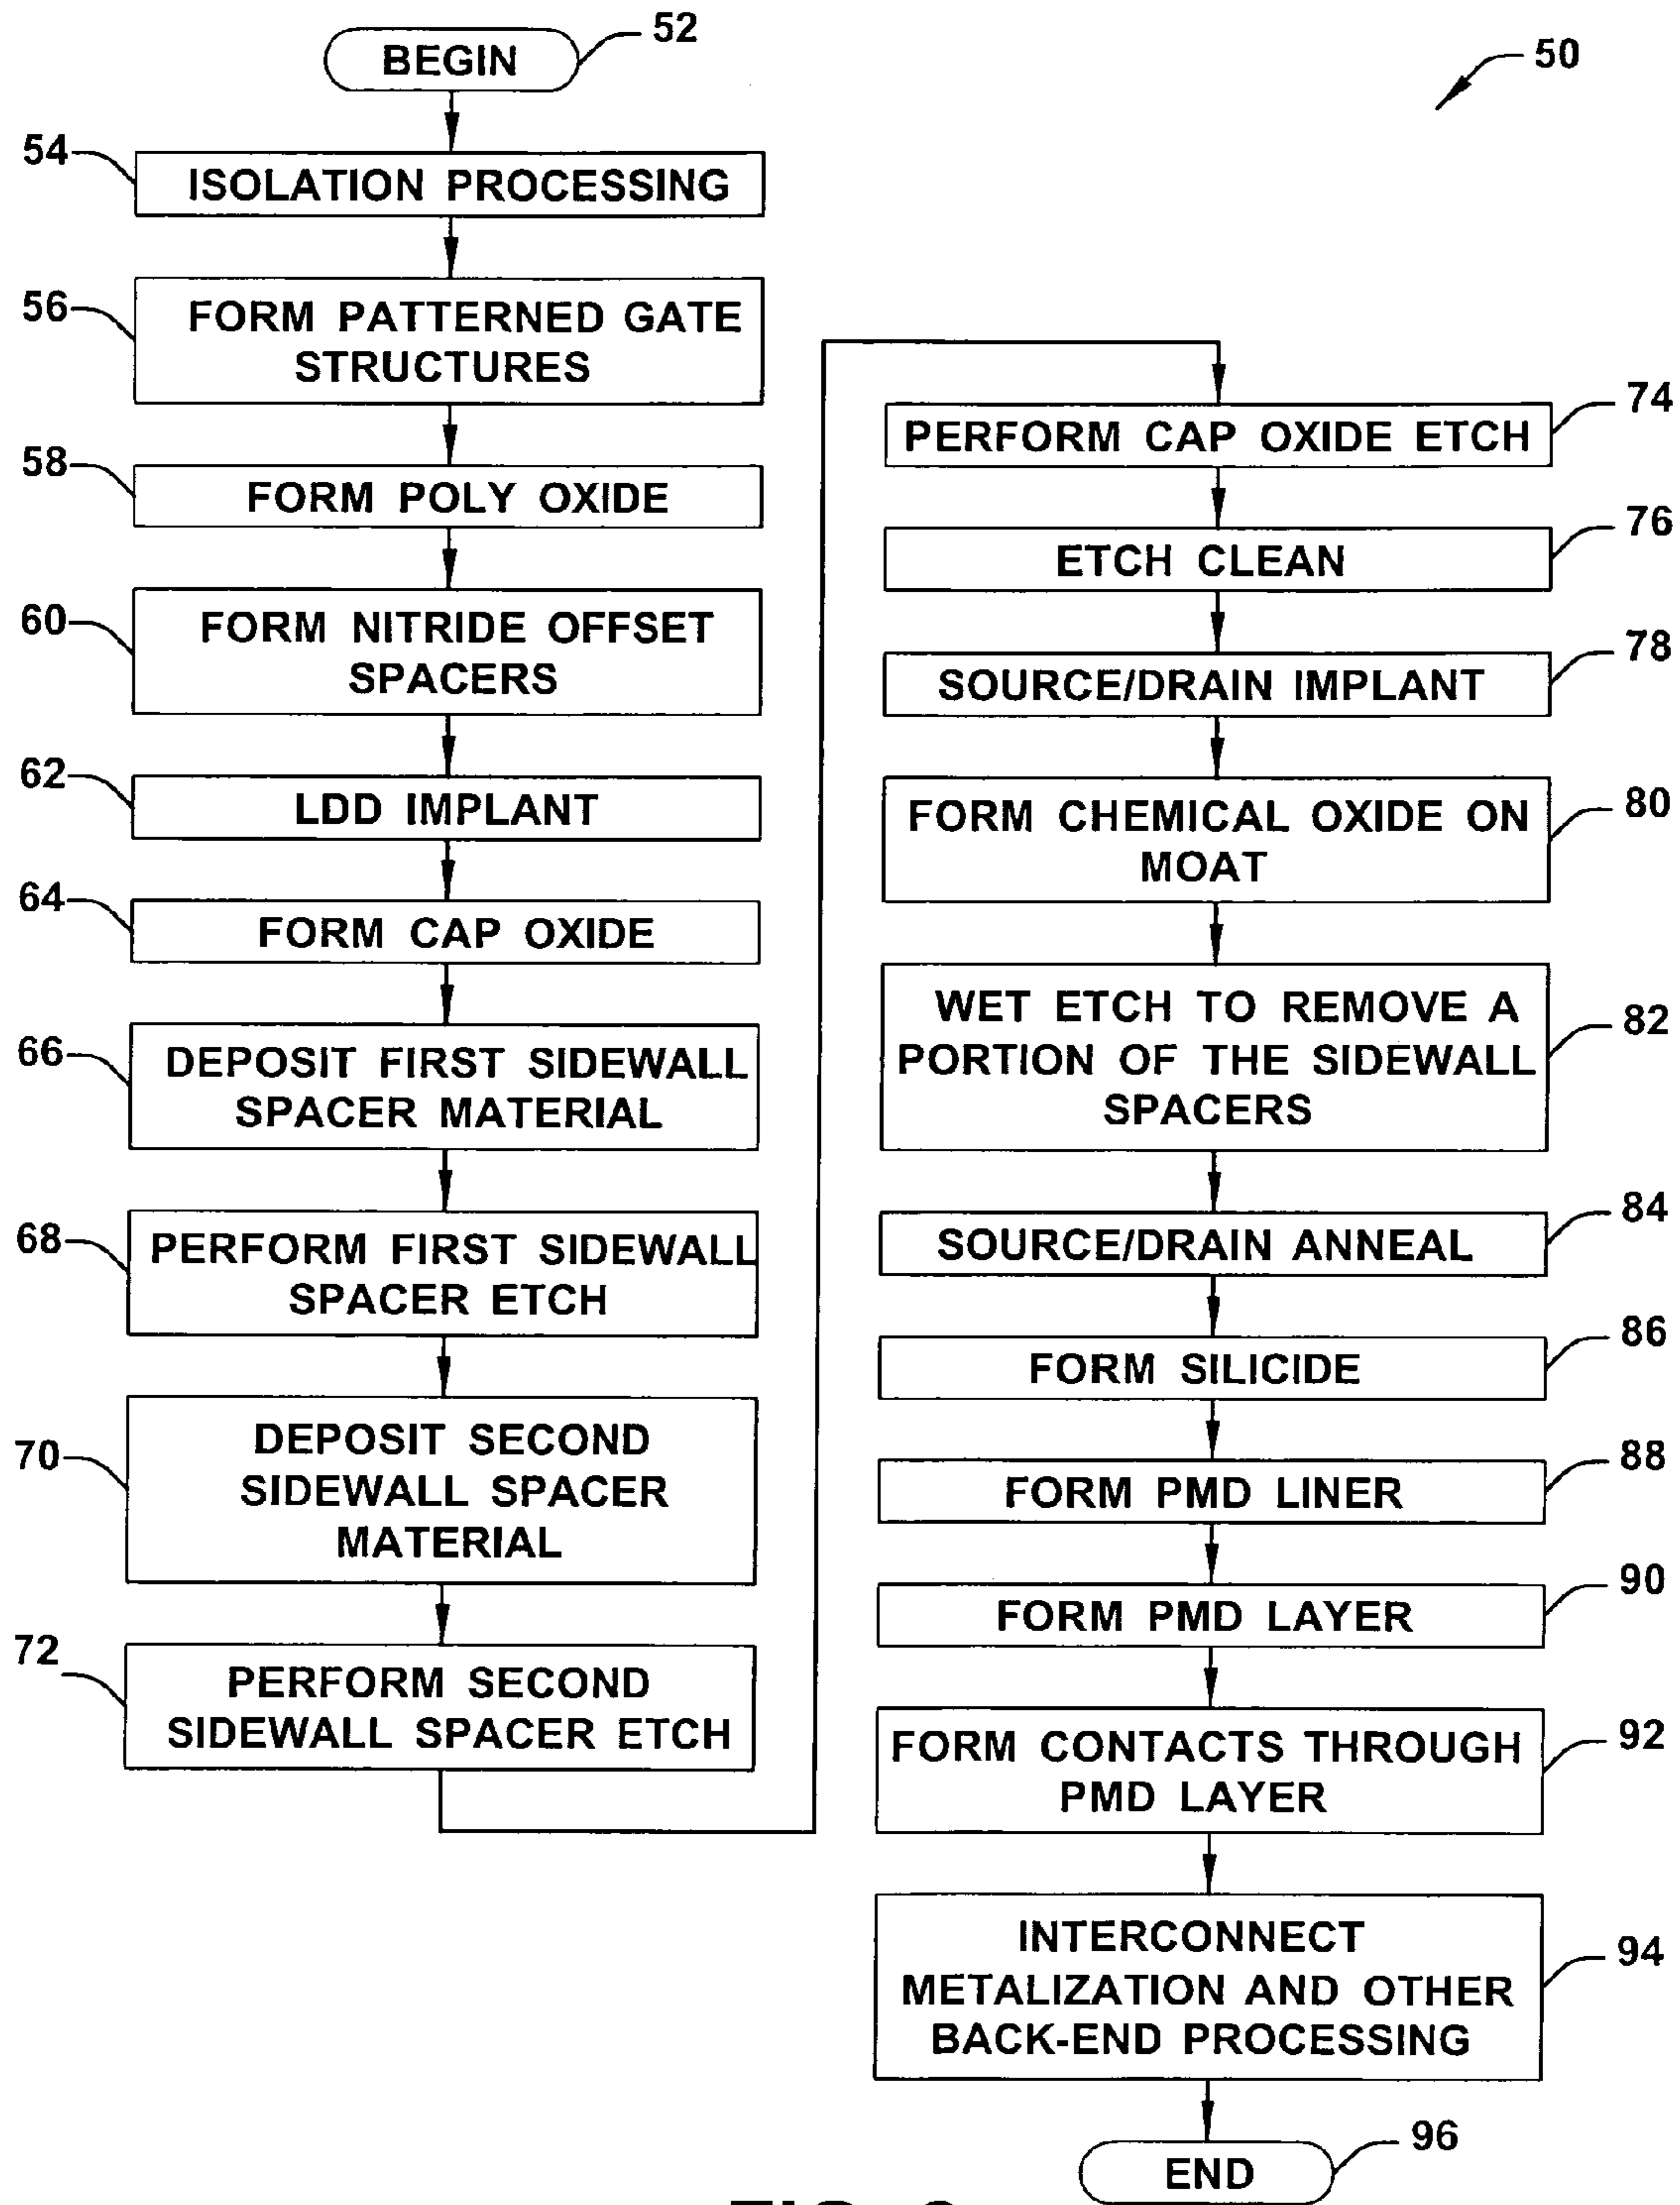 BEGIN
52
50
54
ISOLATION PROCESSING
56
FORM PATTERNED GATE
STRUCTURES
58
FORM POLY OXIDE
60
FORM NITRIDE OFFSET
SPACERS
62
LDD IMPLANT
64
FORM CAP OXIDE
66
DEPOSIT FIRST SIDEWALL
SPACER MATERIAL
68
PERFORM FIRST SIDEWALL
SPACER ETCH
70
DEPOSIT SECOND
SIDEWALL SPACER
MATERIAL
72
PERFORM SECOND
SIDEWALL SPACER ETCH
74
PERFORM CAP OXIDE ETCH
76
ETCH CLEAN
78
SOURCE/DRAIN IMPLANT
80
FORM CHEMICAL OXIDE ON
MOAT
82
WET ETCH TO REMOVE A
PORTION OF THE SIDEWALL
SPACERS
84
SOURCE/DRAIN ANNEAL
86
FORM SILICIDE
88
FORM PMD LINER
90
FORM PMD LAYER
92
FORM CONTACTS THROUGH
PMD LAYER
94
INTERCONNECT
METALIZATION AND OTHER
BACK-END PROCESSING
96
END